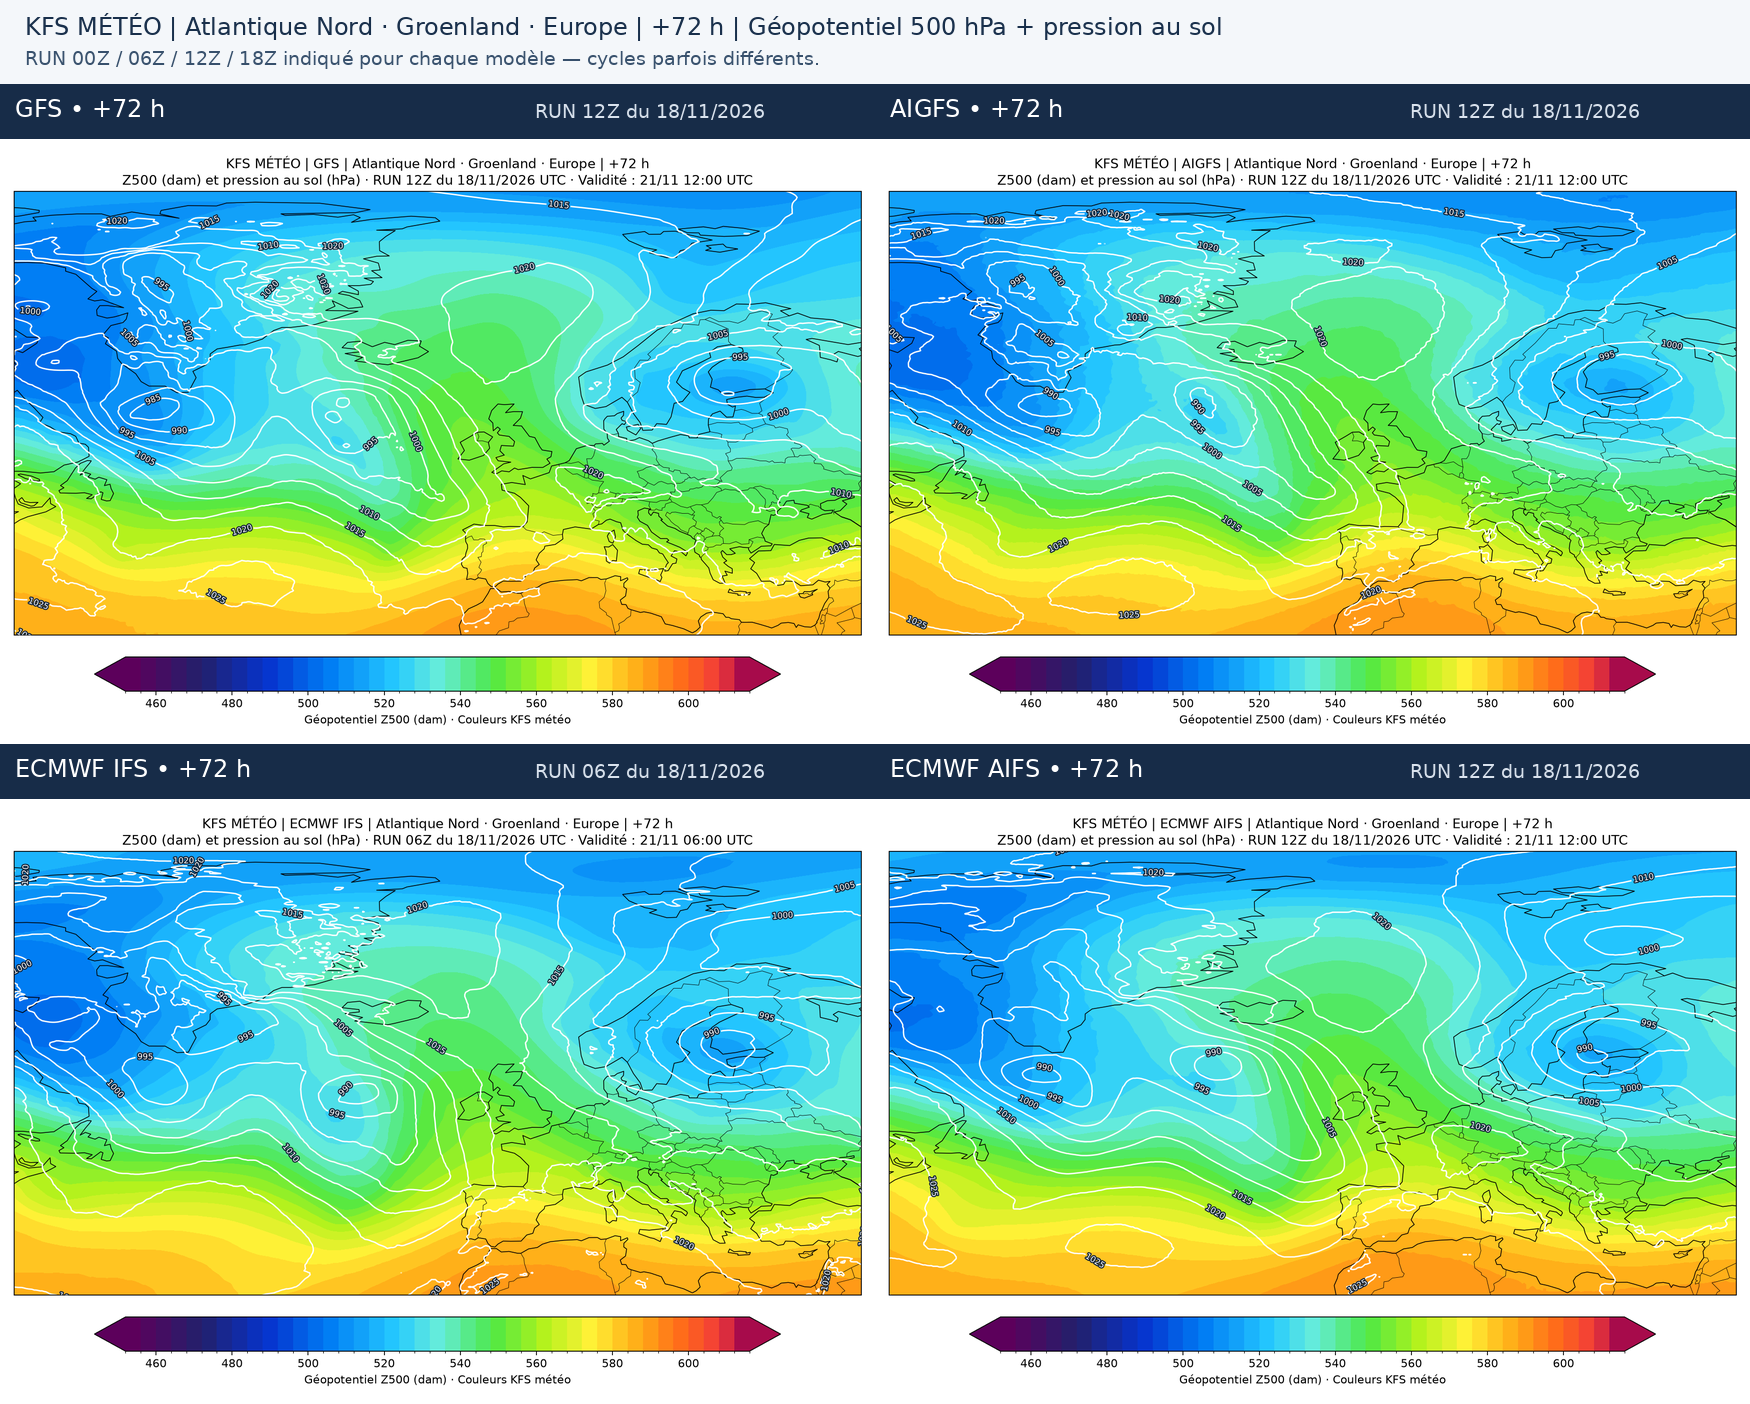 KFS MÉTÉO | Atlantique Nord · Groenland · Europe | +72 h | Géopotentiel 500 hPa + pression au sol
RUN 00Z / 06Z / 12Z / 18Z indiqué pour chaque modèle — cycles parfois différents.
GFS • +72 h
RUN 12Z du 18/11/2026
AIGFS • +72 h
RUN 12Z du 18/11/2026
KFS MÉTÉO | GFS | Atlantique Nord · Groenland · Europe | +72 h
Z500 (dam) et pression au sol (hPa) · RUN 12Z du 18/11/2026 UTC · Validité : 21/11 12:00 UTC
KFS MÉTÉO | AIGFS | Atlantique Nord · Groenland · Europe | +72 h
Z500 (dam) et pression au sol (hPa) · RUN 12Z du 18/11/2026 UTC · Validité : 21/11 12:00 UTC
460 480 500 520 540 560 580 600
Géopotentiel Z500 (dam) · Couleurs KFS météo
460 480 500 520 540 560 580 600
Géopotentiel Z500 (dam) · Couleurs KFS météo
ECMWF IFS • +72 h
RUN 06Z du 18/11/2026
ECMWF AIFS • +72 h
RUN 12Z du 18/11/2026
KFS MÉTÉO | ECMWF IFS | Atlantique Nord · Groenland · Europe | +72 h
Z500 (dam) et pression au sol (hPa) · RUN 06Z du 18/11/2026 UTC · Validité : 21/11 06:00 UTC
KFS MÉTÉO | ECMWF AIFS | Atlantique Nord · Groenland · Europe | +72 h
Z500 (dam) et pression au sol (hPa) · RUN 12Z du 18/11/2026 UTC · Validité : 21/11 12:00 UTC
460 480 500 520 540 560 580 600
Géopotentiel Z500 (dam) · Couleurs KFS météo
460 480 500 520 540 560 580 600
Géopotentiel Z500 (dam) · Couleurs KFS météo